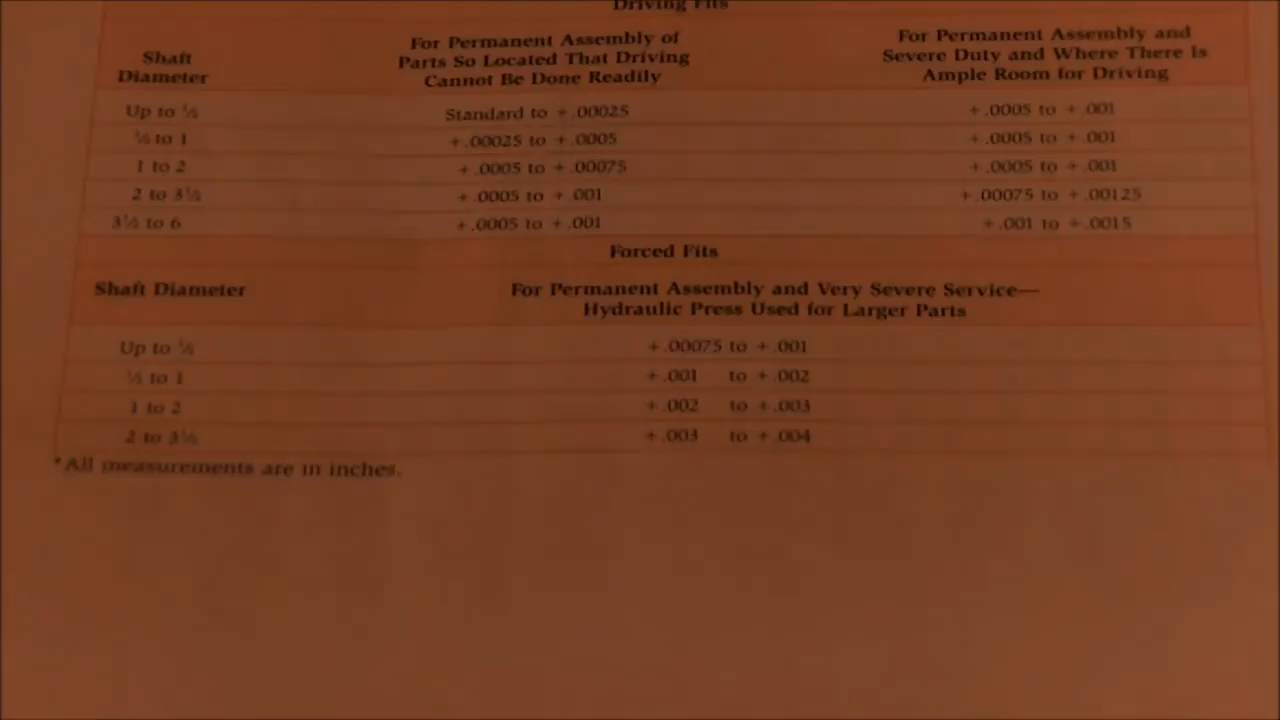 Driving Fits
Shaft Diameter | For Permanent Assembly of Parts So Located That Driving Cannot Be Done Readily | For Permanent Assembly and Severe Duty and Where There Is Ample Room for Driving
Up to ½ | Standard to + .00025 | + .0005 to + .001
½ to 1 | + .00025 to + .0005 | + .0005 to + .001
1 to 2 | + .0005 to + .00075 | + .0005 to + .001
2 to 3½ | + .0005 to + .001 | + .00075 to + .00125
3½ to 6 | + .0005 to + .001 | + .001 to + .0015
Forced Fits
Shaft Diameter | For Permanent Assembly and Very Severe Service— Hydraulic Press Used for Larger Parts
Up to ½ | + .00075 to + .001
½ to 1 | + .001 to + .002
1 to 2 | + .002 to + .003
2 to 3½ | + .003 to + .004
*All measurements are in inches.